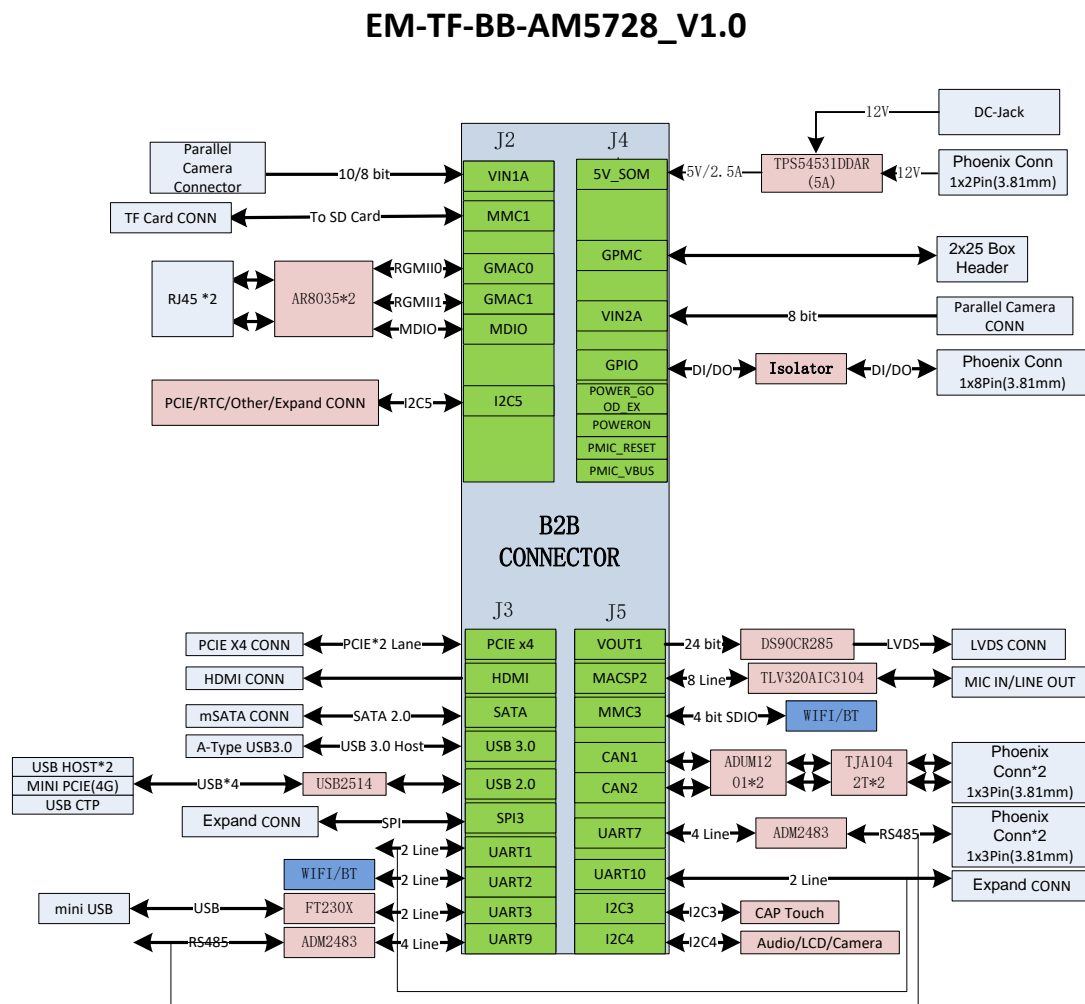 EM-TF-BB-AM5728_V1.0
J2
J4
Parallel
Camera
Connector
10/8 bit
VIN1A
TF Card CONN
To SD Card
MMC1
RJ45 *2
AR8035*2
RGMII0
GMAC0
RGMII1
GMAC1
MDIO
MDIO
PCIE/RTC/Other/Expand CONN
I2C5
I2C5
5V_SOM
5V/2.5A
TPS54531DDAR
(5A)
12V
DC-Jack
12V
Phoenix Conn
1x2Pin(3.81mm)
GPMC
2x25 Box
Header
VIN2A
8 bit
Parallel Camera
CONN
GPIO
DI/DO
Isolator
DI/DO
Phoenix Conn
1x8Pin(3.81mm)
POWER_GO
OD_EX
POWERON
PMIC_RESET
PMIC_VBUS
B2B
CONNECTOR
J3
J5
PCIE X4 CONN
PCIE*2 Lane
PCIE x4
HDMI CONN
HDMI
mSATA CONN
SATA 2.0
SATA
A-Type USB3.0
USB 3.0 Host
USB 3.0
USB HOST*2
MINI PCIE(4G)
USB CTP
USB*4
USB2514
USB 2.0
Expand CONN
SPI
SPI3
2 Line
UART1
WIFI/BT
2 Line
UART2
mini USB
USB
FT230X
2 Line
UART3
RS485
ADM2483
4 Line
UART9
VOUT1
24 bit
DS90CR285
LVDS
LVDS CONN
MACSP2
8 Line
TLV320AIC3104
MIC IN/LINE OUT
MMC3
4 bit SDIO
WIFI/BT
CAN1
CAN2
ADUM12
01*2
TJA104
2T*2
Phoenix
Conn*2
1x3Pin(3.81mm)
UART7
4 Line
ADM2483
RS485
Phoenix
Conn*2
1x3Pin(3.81mm)
UART10
2 Line
Expand CONN
I2C3
I2C3
CAP Touch
I2C4
I2C4
Audio/LCD/Camera